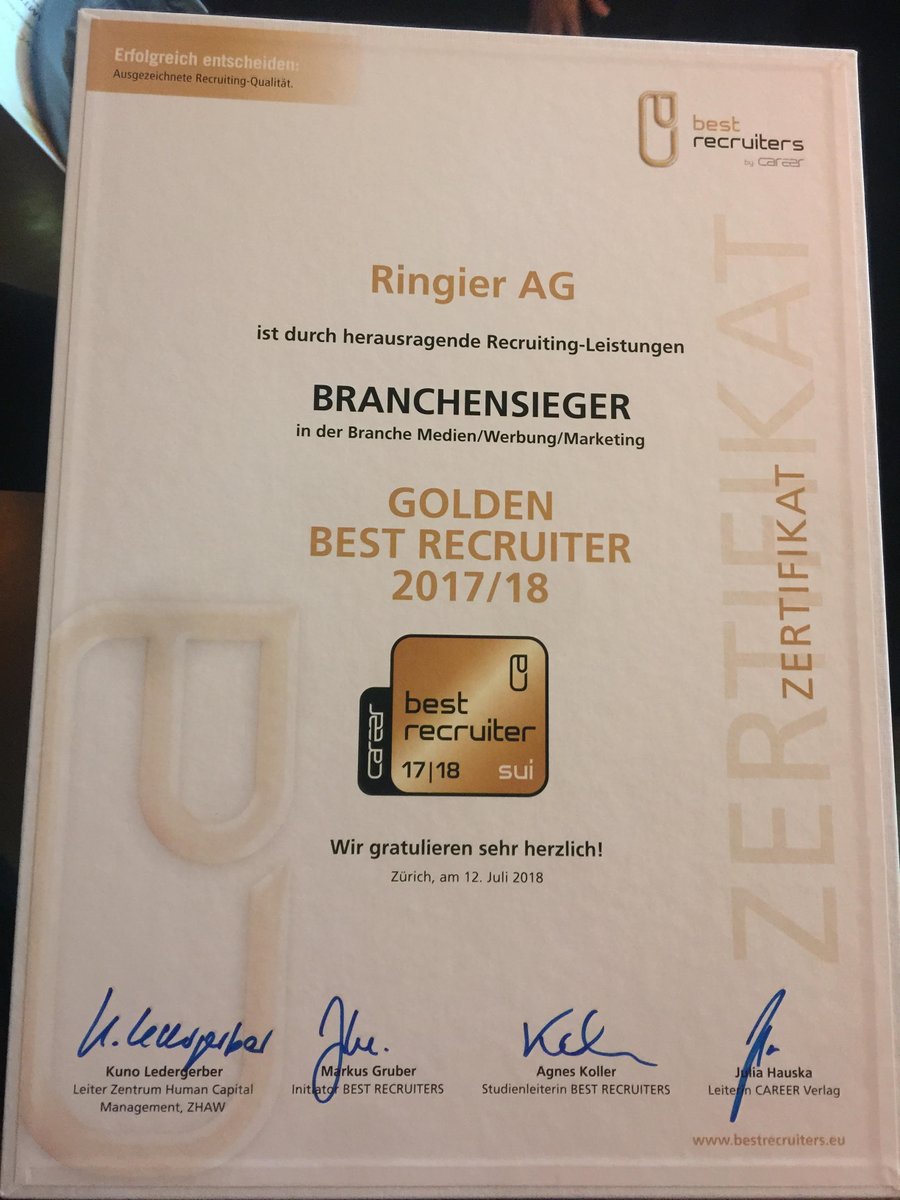 Erfolgreich entscheiden:
Ausgezeichnete Recruiting-Qualität.
best
recruiters
by career
Ringier AG
ist durch herausragende Recruiting-Leistungen
BRANCHENSIEGER
in der Branche Medien/Werbung/Marketing
GOLDEN
BEST RECRUITER
2017/18
ZERTIFIKAT
ZERTIFIKAT
career
best
recruiter
17|18 sui
Wir gratulieren sehr herzlich!
Zürich, am 12. Juli 2018
K. Ledergerber
Kuno Ledergerber
Leiter Zentrum Human Capital
Management, ZHAW
Markus Gruber
Initiator BEST RECRUITERS
Agnes Koller
Studienleiterin BEST RECRUITERS
Julia Hauska
Leiterin CAREER Verlag
www.bestrecruiters.eu